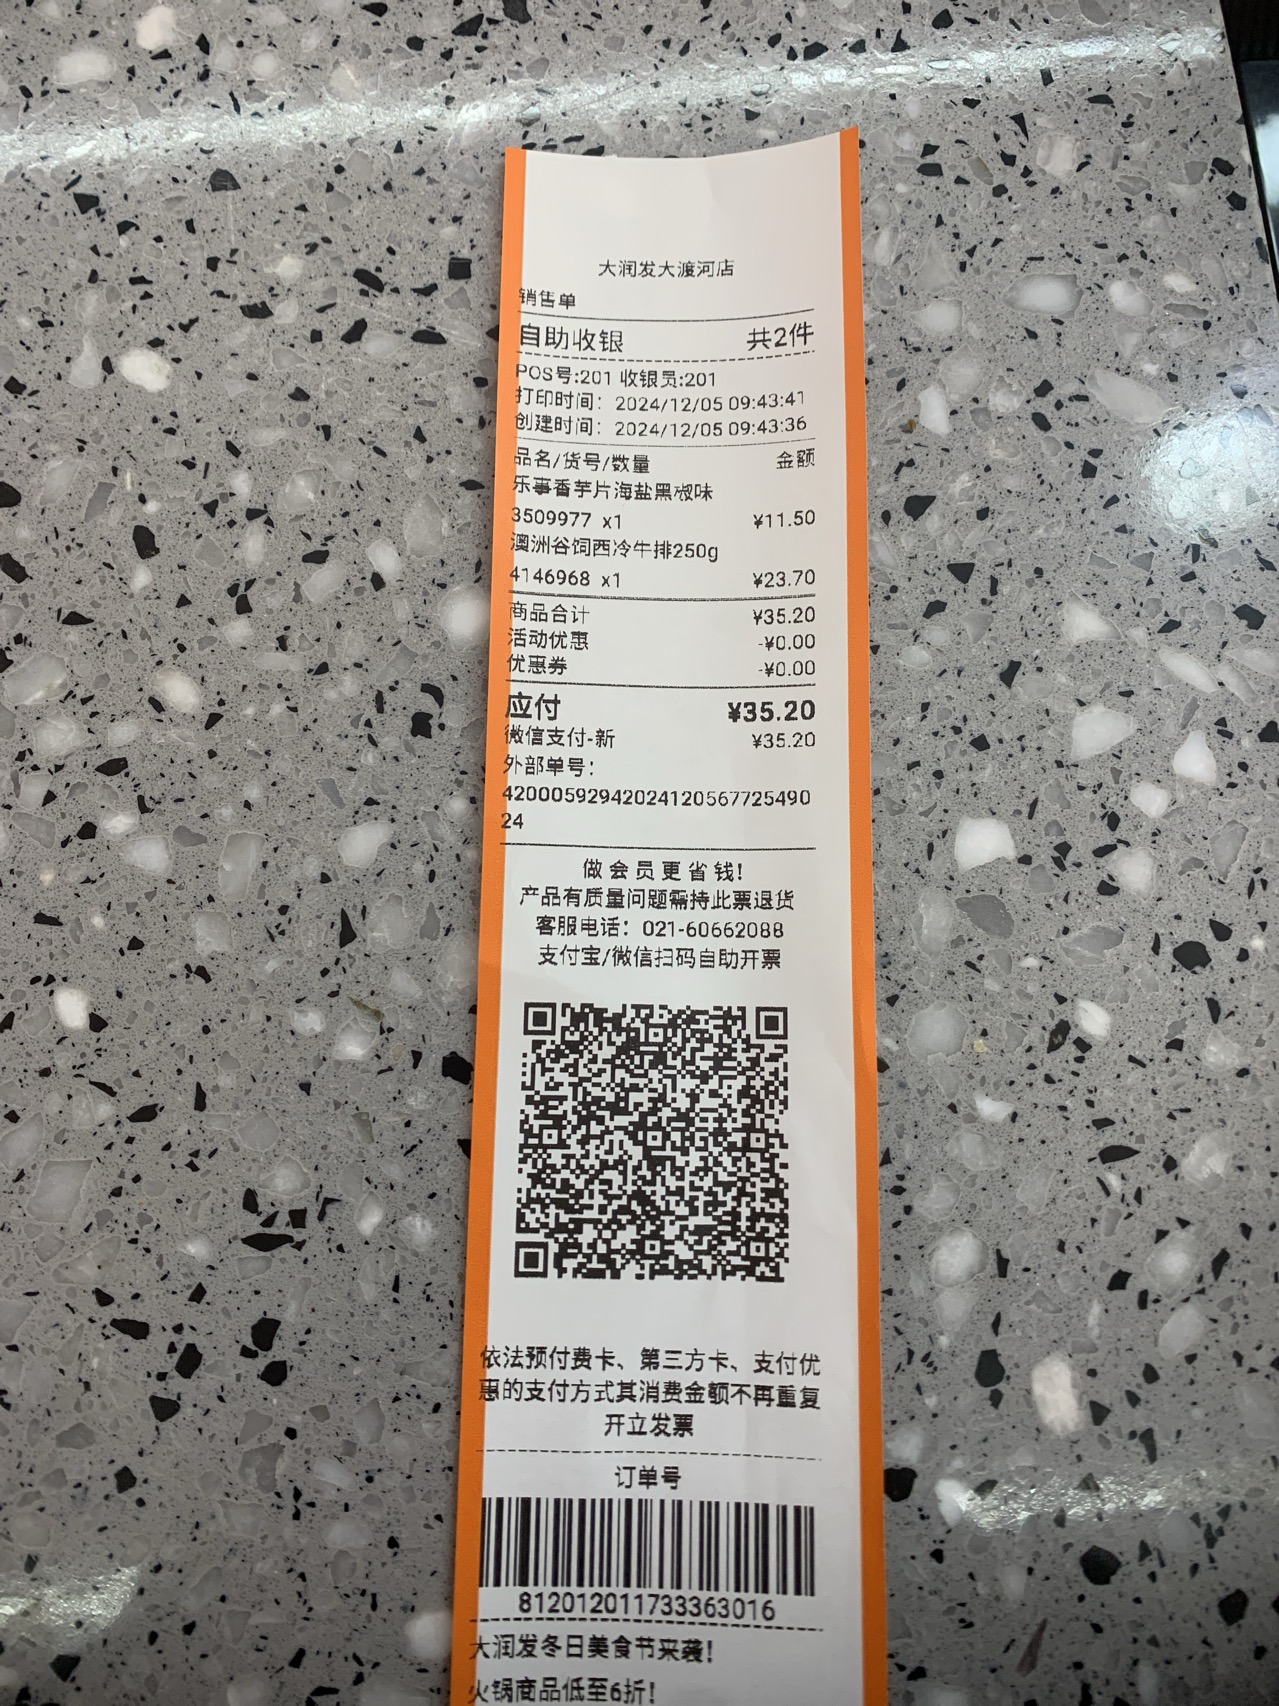 大润发大渡河店
销售单
自助收银 共2件
POS号:201 收银员:201
打印时间：2024/12/05 09:43:41
创建时间：2024/12/05 09:43:36
品名/货号/数量 金额
乐事香芋片海盐黑椒味
3509977 x1 ¥11.50
澳洲谷饲西冷牛排250g
4146968 x1 ¥23.70
商品合计 ¥35.20
活动优惠 -¥0.00
优惠券 -¥0.00
应付 ¥35.20
微信支付-新 ¥35.20
外部单号：
42000592942024120567725490
24
做会员更省钱!
产品有质量问题需持此票退货
客服电话：021-60662088
支付宝/微信扫码自助开票
依法预付费卡、第三方卡、支付优
惠的支付方式其消费金额不再重复
开立发票
订单号
812012011733363016
大润发冬日美食节来袭!
火锅商品低至6折!